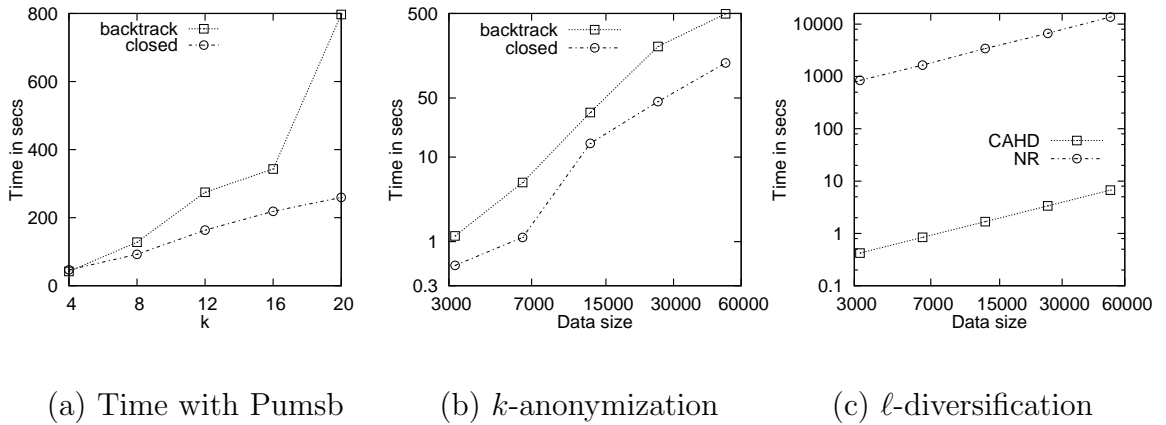 800
600
400
200
0
Time in secs
backtrack
closed
4 8 12 16 20
k
500
50
10
1
0.3
Time in secs
backtrack
closed
3000 7000 15000 30000 60000
Data size
10000
1000
100
10
1
0.1
Time in secs
CAHD
NR
3000 7000 15000 30000 60000
Data size
(a) Time with Pumsb
(b) k-anonymization
(c) ℓ-diversification